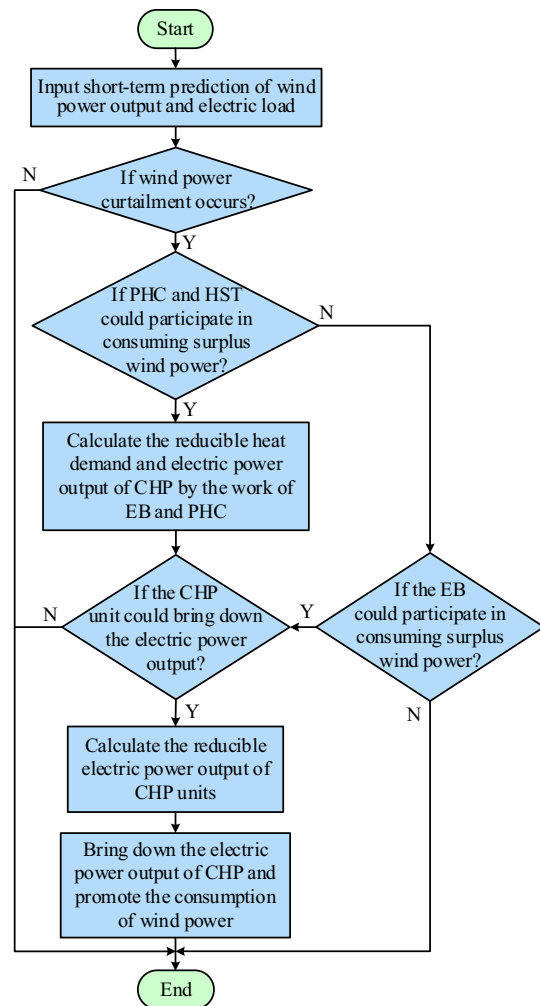 Start
Input short-term prediction of wind
power output and electric load
N
If wind power
curtailment occurs?
Y
If PHC and HST
could participate in
consuming surplus
wind power?
N
Y
Calculate the reducible heat
demand and electric power
output of CHP by the work of
EB and PHC
N
If the CHP
unit could bring down
the electric power
output?
Y
If the EB
could participate in
consuming surplus
wind power?
Y
N
Calculate the reducible
electric power output of
CHP units
Bring down the electric
power output of CHP and
promote the consumption
of wind power
End